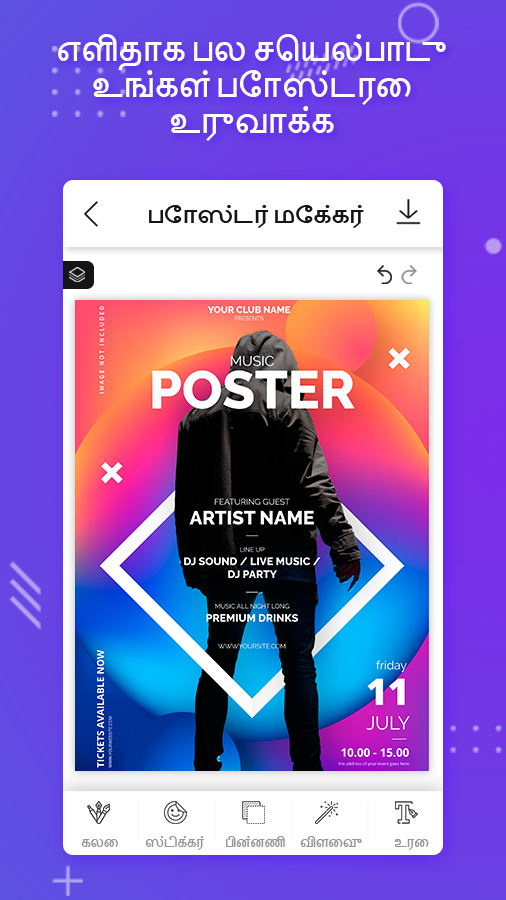 எளிதாக பல சயெல்பாடு
உங்கள் பாேஸ்டரை
உருவாக்க
பாேஸ்டர் மகே்கர்
IMAGE NOT INCLUDED
YOUR CLUB NAME
PRESENTS
MUSIC
POSTER
FEATURING GUEST
ARTIST NAME
LINE UP
DJ SOUND / LIVE MUSIC /
DJ PARTY
MUSIC ALL NIGHT LONG
PREMIUM DRINKS
WWW.YOURSITE.COM
TICKETS AVAILABLE NOW
WWW.YOURWEBSITE.COM
friday
11
JULY
10.00 - 15.00
the address of your event goes here
கலை
ஸ்டிக்கர்
பின்னணி
விளைவு
உரை